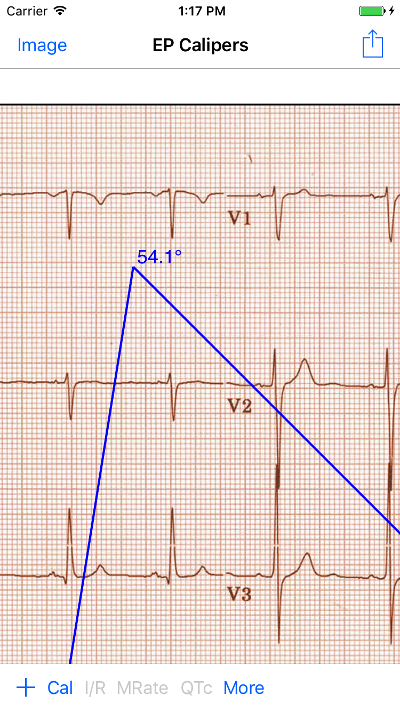 Carrier 1:17 PM
Image EP Calipers
V1
54.1°
V2
V3
+ Cal I/R MRate QTc More